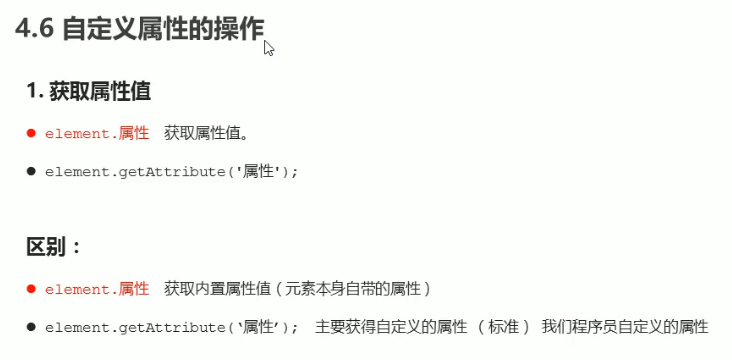 4.6 自定义属性的操作
1. 获取属性值
● element.属性 获取属性值。
● element.getAttribute('属性');
区别：
● element.属性 获取内置属性值（元素本身自带的属性）
● element.getAttribute(‘属性’); 主要获得自定义的属性 （标准） 我们程序员自定义的属性